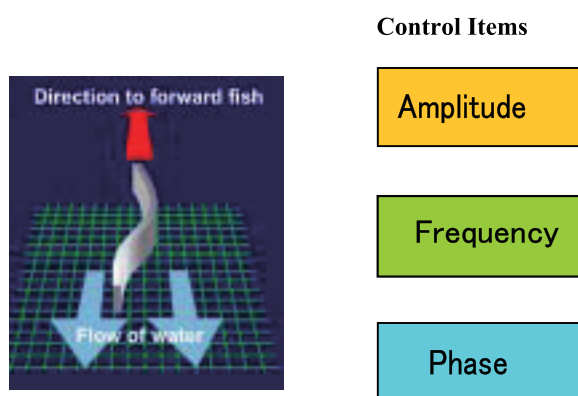 Control Items
Direction to forward fish
Amplitude
Frequency
Flow of water
Phase